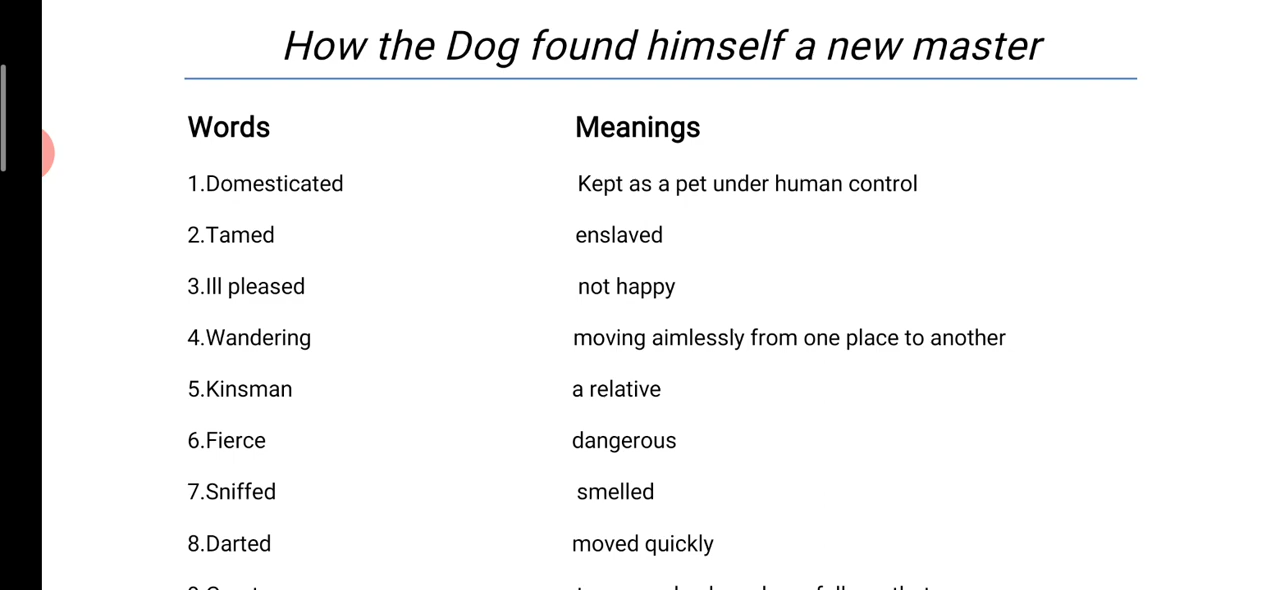 How the Dog found himself a new master
Words Meanings
1.Domesticated Kept as a pet under human control
2.Tamed enslaved
3.Ill pleased not happy
4.Wandering moving aimlessly from one place to another
5.Kinsman a relative
6.Fierce dangerous
7.Sniffed smelled
8.Darted moved quickly